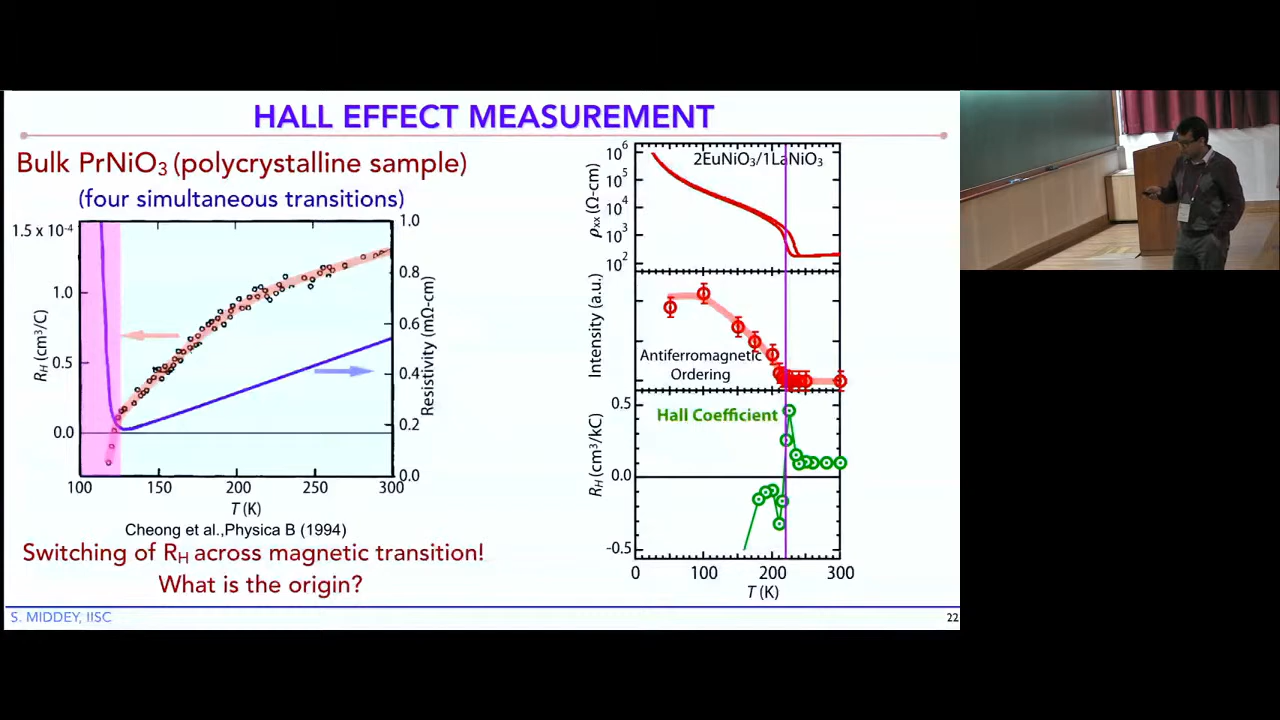 HALL EFFECT MEASUREMENT
Bulk PrNiO3 (polycrystalline sample)
(four simultaneous transitions)
1.5 x 10-4
1.0
0.5
0.0
RH (cm3/C)
1.0
0.8
0.6
0.4
0.2
0.0
Resistivity (mΩ-cm)
100 150 200 250 300
T (K)
Cheong et al.,Physica B (1994)
Switching of RH across magnetic transition!
What is the origin?
2EuNiO3/1LaNiO3
106
105
104
103
102
ρxx (Ω-cm)
Intensity (a.u.)
Antiferromagnetic
Ordering
Hall Coefficient
0.5
0.0
-0.5
RH (cm3/kC)
0 100 200 300
T (K)
S. MIDDEY, IISC
22